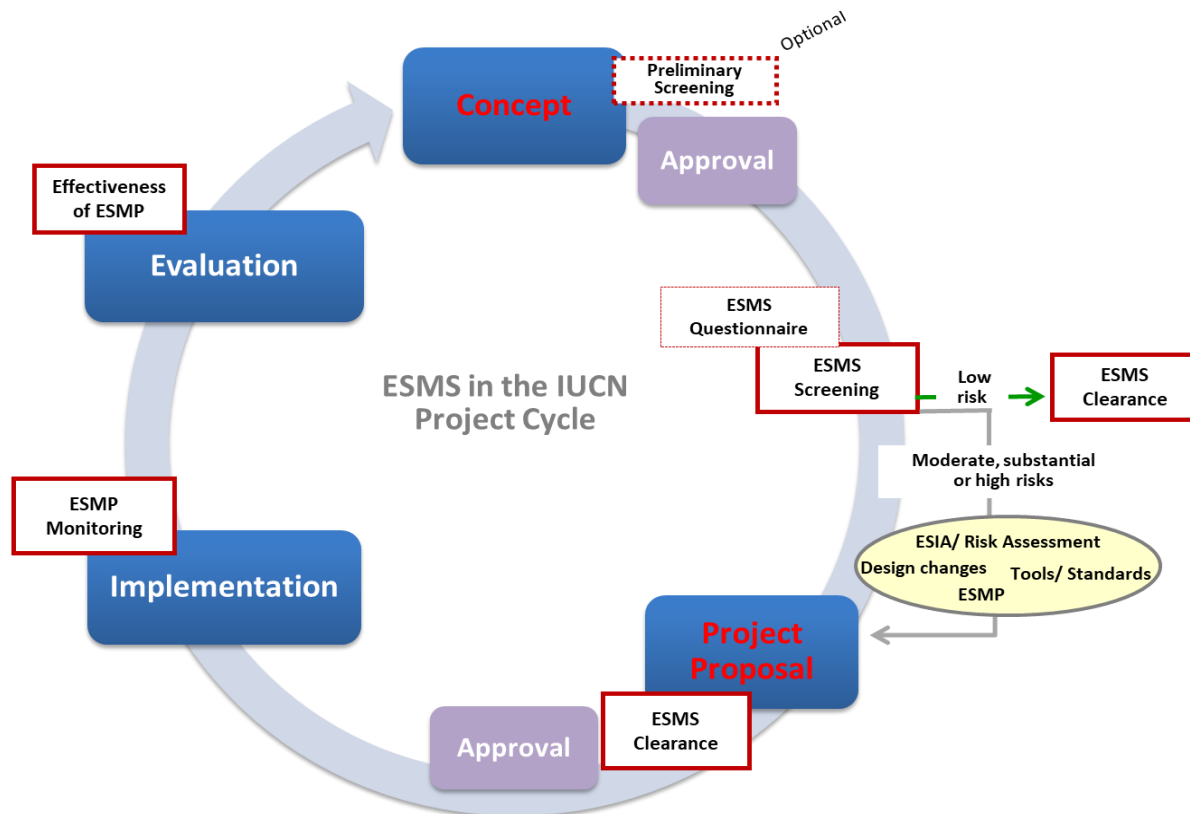 Optional
Preliminary
Screening
Concept
Approval
Effectiveness
of ESMP
Evaluation
ESMS
Questionnaire
ESMS
Screening
Low
risk
ESMS
Clearance
ESMS in the IUCN
Project Cycle
Moderate, substantial
or high risks
ESMP
Monitoring
ESIA/ Risk Assessment
Design changes
Tools/ Standards
ESMP
Implementation
Project
Proposal
ESMS
Clearance
Approval